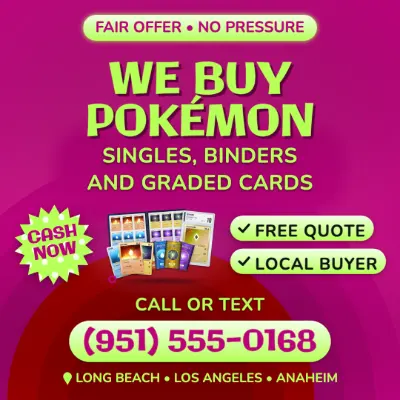 FAIR OFFER • NO PRESSURE
WE BUY
POKÉMON
SINGLES, BINDERS
AND GRADED CARDS
CASH
NOW
FREE QUOTE
LOCAL BUYER
CALL OR TEXT
(951) 555-0168
LONG BEACH • LOS ANGELES • ANAHEIM